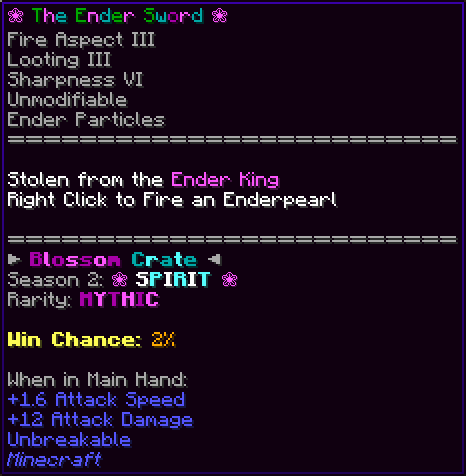 ❀ The Ender Sword ❀
Fire Aspect III
Looting III
Sharpness VI
Unmodifiable
Ender Particles
==========================
Stolen from the Ender King
Right Click to Fire an Enderpearl
==========================
► Blossom Crate ◄
Season 2: ❀ SPIRIT ❀
Rarity: MYTHIC
Win Chance: 2%
When in Main Hand:
+1.6 Attack Speed
+12 Attack Damage
Unbreakable
Minecraft